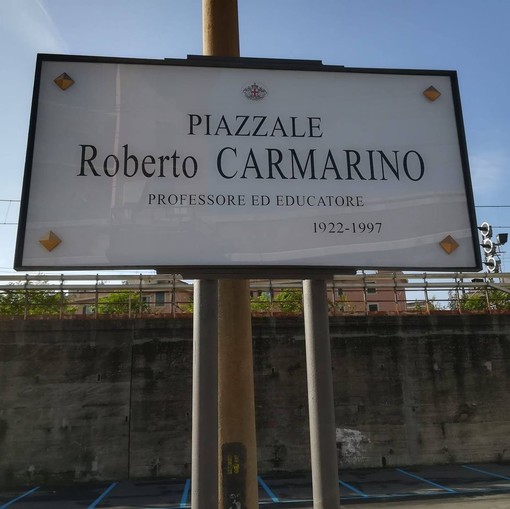 PIAZZALE
Roberto CARMARINO
PROFESSORE ED EDUCATORE
1922-1997